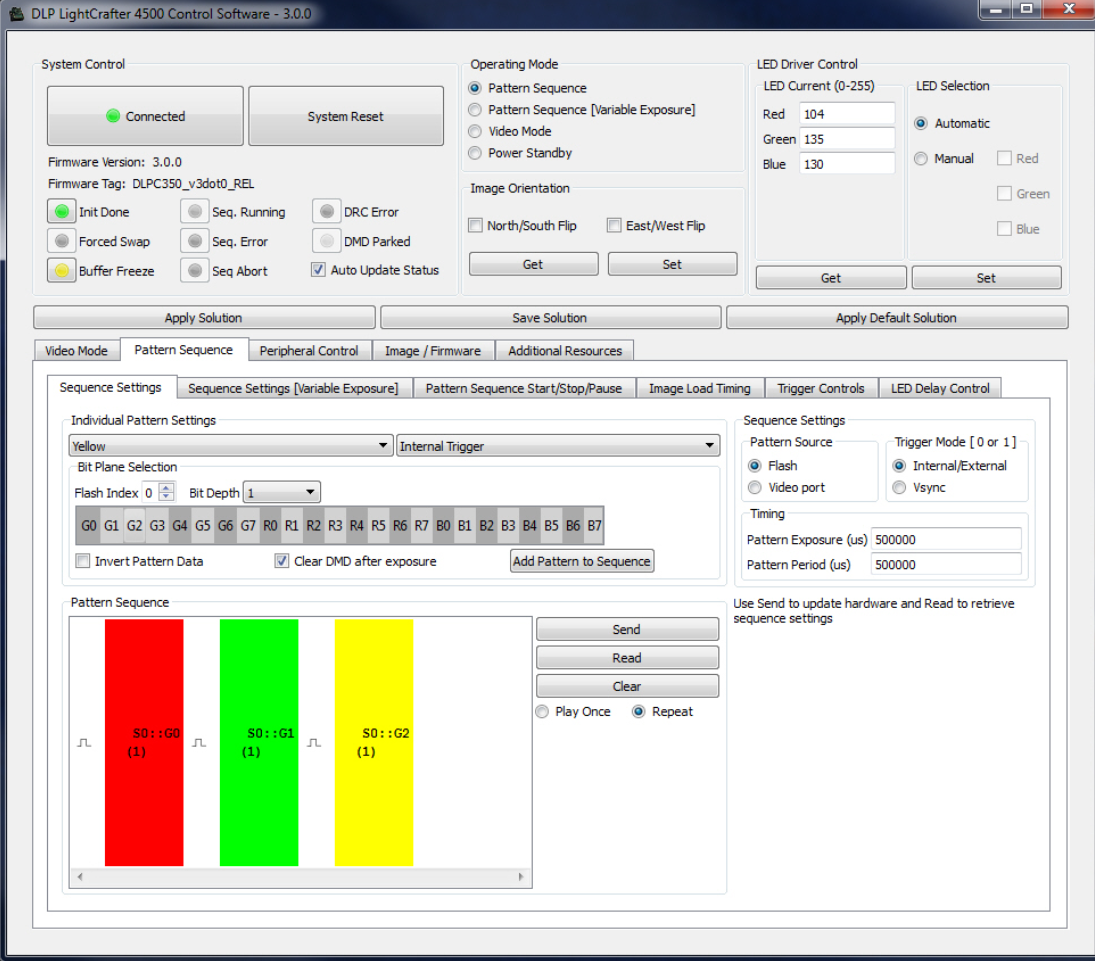 DLP LightCrafter 4500 Control Software - 3.0.0
System Control
Connected
System Reset
Firmware Version: 3.0.0
Firmware Tag: DLPC350_v3dot0_REL
Init Done
Seq. Running
DRC Error
Forced Swap
Seq. Error
DMD Parked
Buffer Freeze
Seq Abort
Auto Update Status
Operating Mode
Pattern Sequence
Pattern Sequence [Variable Exposure]
Video Mode
Power Standby
Image Orientation
North/South Flip
East/West Flip
Get
Set
LED Driver Control
LED Current (0-255)
Red 104
Green 135
Blue 130
LED Selection
Automatic
Manual
Red
Green
Blue
Get
Set
Apply Solution
Save Solution
Apply Default Solution
Video Mode
Pattern Sequence
Peripheral Control
Image / Firmware
Additional Resources
Sequence Settings
Sequence Settings [Variable Exposure]
Pattern Sequence Start/Stop/Pause
Image Load Timing
Trigger Controls
LED Delay Control
Individual Pattern Settings
Yellow
Internal Trigger
Bit Plane Selection
Flash Index 0
Bit Depth 1
G0 G1 G2 G3 G4 G5 G6 G7 R0 R1 R2 R3 R4 R5 R6 R7 B0 B1 B2 B3 B4 B5 B6 B7
Invert Pattern Data
Clear DMD after exposure
Add Pattern to Sequence
Sequence Settings
Pattern Source
Flash
Video port
Trigger Mode [ 0 or 1 ]
Internal/External
Vsync
Timing
Pattern Exposure (us) 500000
Pattern Period (us) 500000
Use Send to update hardware and Read to retrieve
sequence settings
Pattern Sequence
S0::G0
(1)
S0::G1
(1)
S0::G2
(1)
Send
Read
Clear
Play Once
Repeat